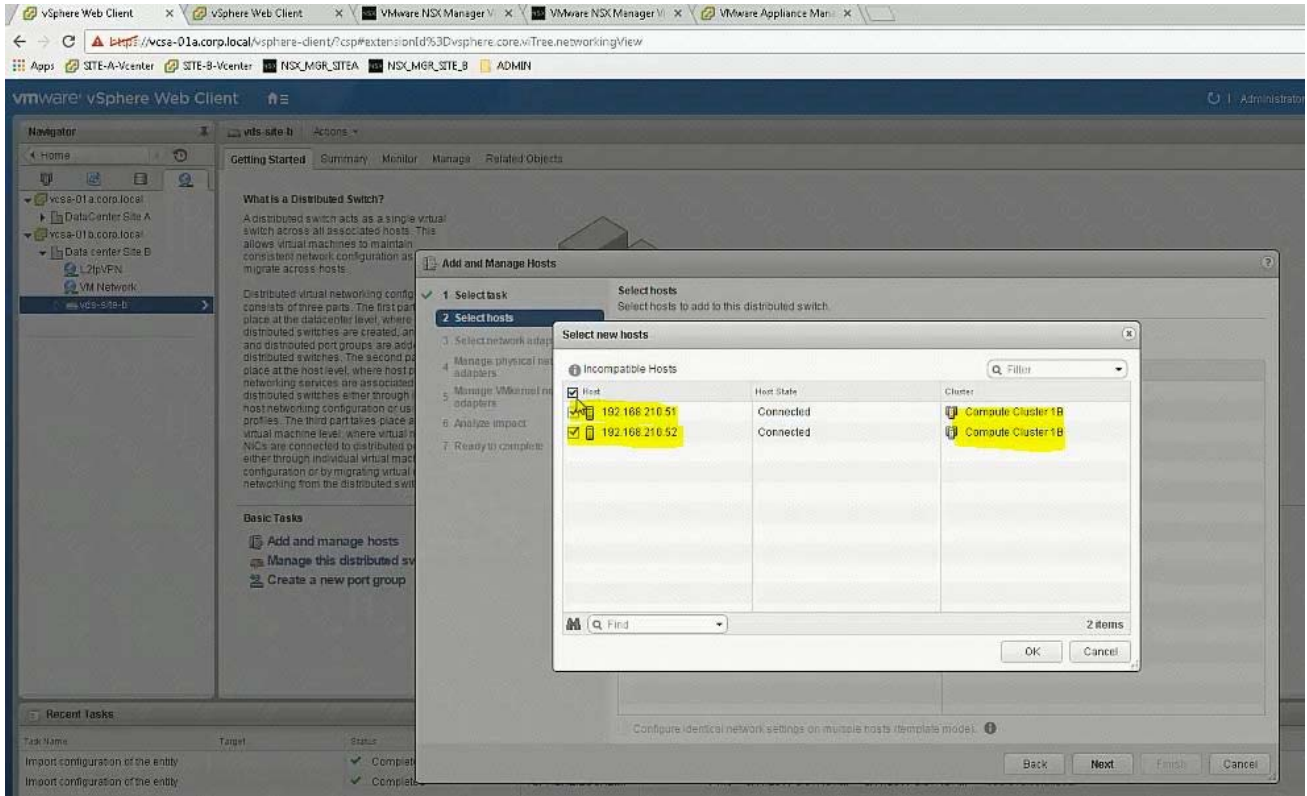 vSphere Web Client
vSphere Web Client
VMware NSX Manager V
VMware NSX Manager V
VMware Appliance Man
https://vcsa-01a.corp.local/vsphere-client/?csp#extensionId%3Dvsphere.core.viTree.networkingView
Apps SITE-A-Vcenter SITE-B-Vcenter NSX_MGR_SITEA NSX_MGR_SITE_B ADMIN
vmware® vSphere Web Client
Administrator
Navigator
Home
vcsa-01a.corp.local
DataCenter Site A
vcsa-01b.corp.local
Data center Site B
L2fpVPN
VM Network
vds-site-b
vds-site-b Actions
Getting Started Summary Monitor Manage Related Objects
What is a Distributed Switch?
A distributed switch acts as a single virtual
switch across all associated hosts. This
allows virtual machines to maintain
consistent network configuration as
migrate across hosts.
Distributed virtual networking config
consists of three parts. The first part
place at the datacenter level, where
distributed switches are created, an
and distributed port groups are add
distributed switches. The second pa
place at the host level, where host p
networking services are associated
distributed switches either through i
host networking configuration or us
profiles. The third part takes place a
virtual machine level, where virtual n
NICs are connected to distributed p
either through individual virtual mac
configuration or by migrating virtual
networking from the distributed swit
Basic Tasks
Add and manage hosts
Manage this distributed sw
Create a new port group
Add and Manage Hosts
1 Select task
2 Select hosts
3 Select network adap
4 Manage physical net
adapters
5 Manage VMkernel ne
adapters
6 Analyze impact
7 Ready to complete
Select hosts
Select hosts to add to this distributed switch.
Select new hosts
Incompatible Hosts
Filter
Host Host State Cluster
192.168.210.51 Connected Compute Cluster 1B
192.168.210.52 Connected Compute Cluster 1B
Find
2 items
OK Cancel
Configure identical network settings on multiple hosts (template mode).
Back Next Finish Cancel
Recent Tasks
Task Name Target Status
Import configuration of the entity Complet
Import configuration of the entity Complete